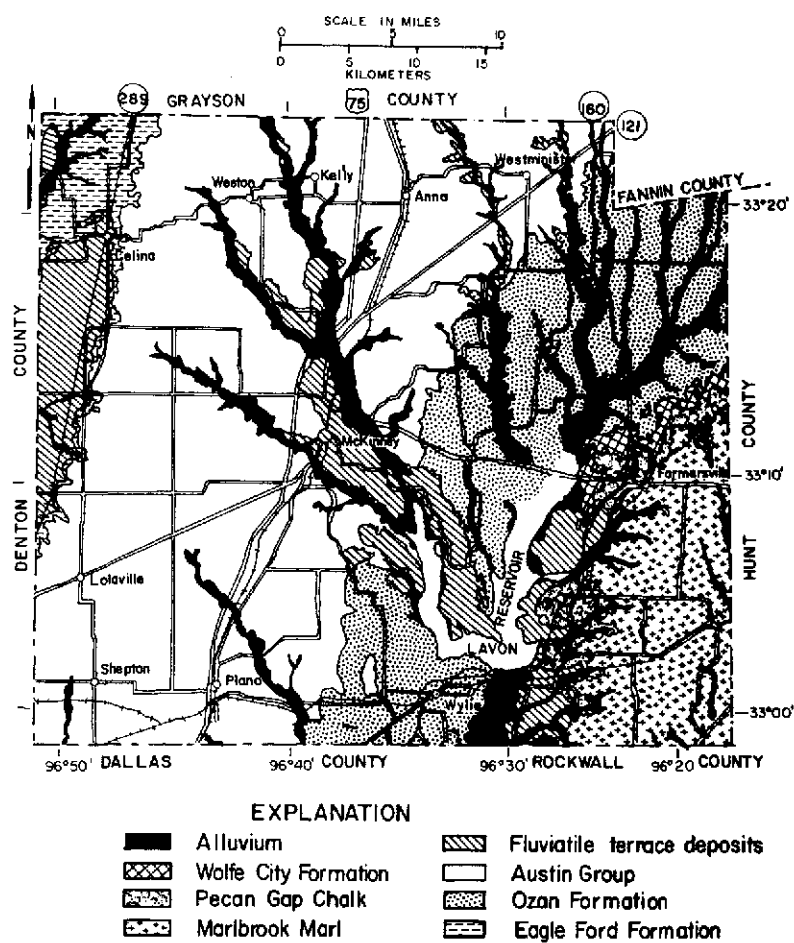 SCALE IN MILES
0 5 10
0 5 10 15
KILOMETERS
289 GRAYSON 75 COUNTY 160
121
N
Weston Kelly Westminister
Anna
FANNIN COUNTY
33°20'
Celina
DENTON COUNTY
HUNT COUNTY
McKinney
Farmersville
33°10'
Lolaville
RESERVOIR
LAVON
Shepton
Plano
Wylie
33°00'
96°50' DALLAS 96°40' COUNTY 96°30' ROCKWALL 96°20' COUNTY
EXPLANATION
Alluvium Fluviatile terrace deposits
Wolfe City Formation Austin Group
Pecan Gap Chalk Ozan Formation
Marlbrook Marl Eagle Ford Formation